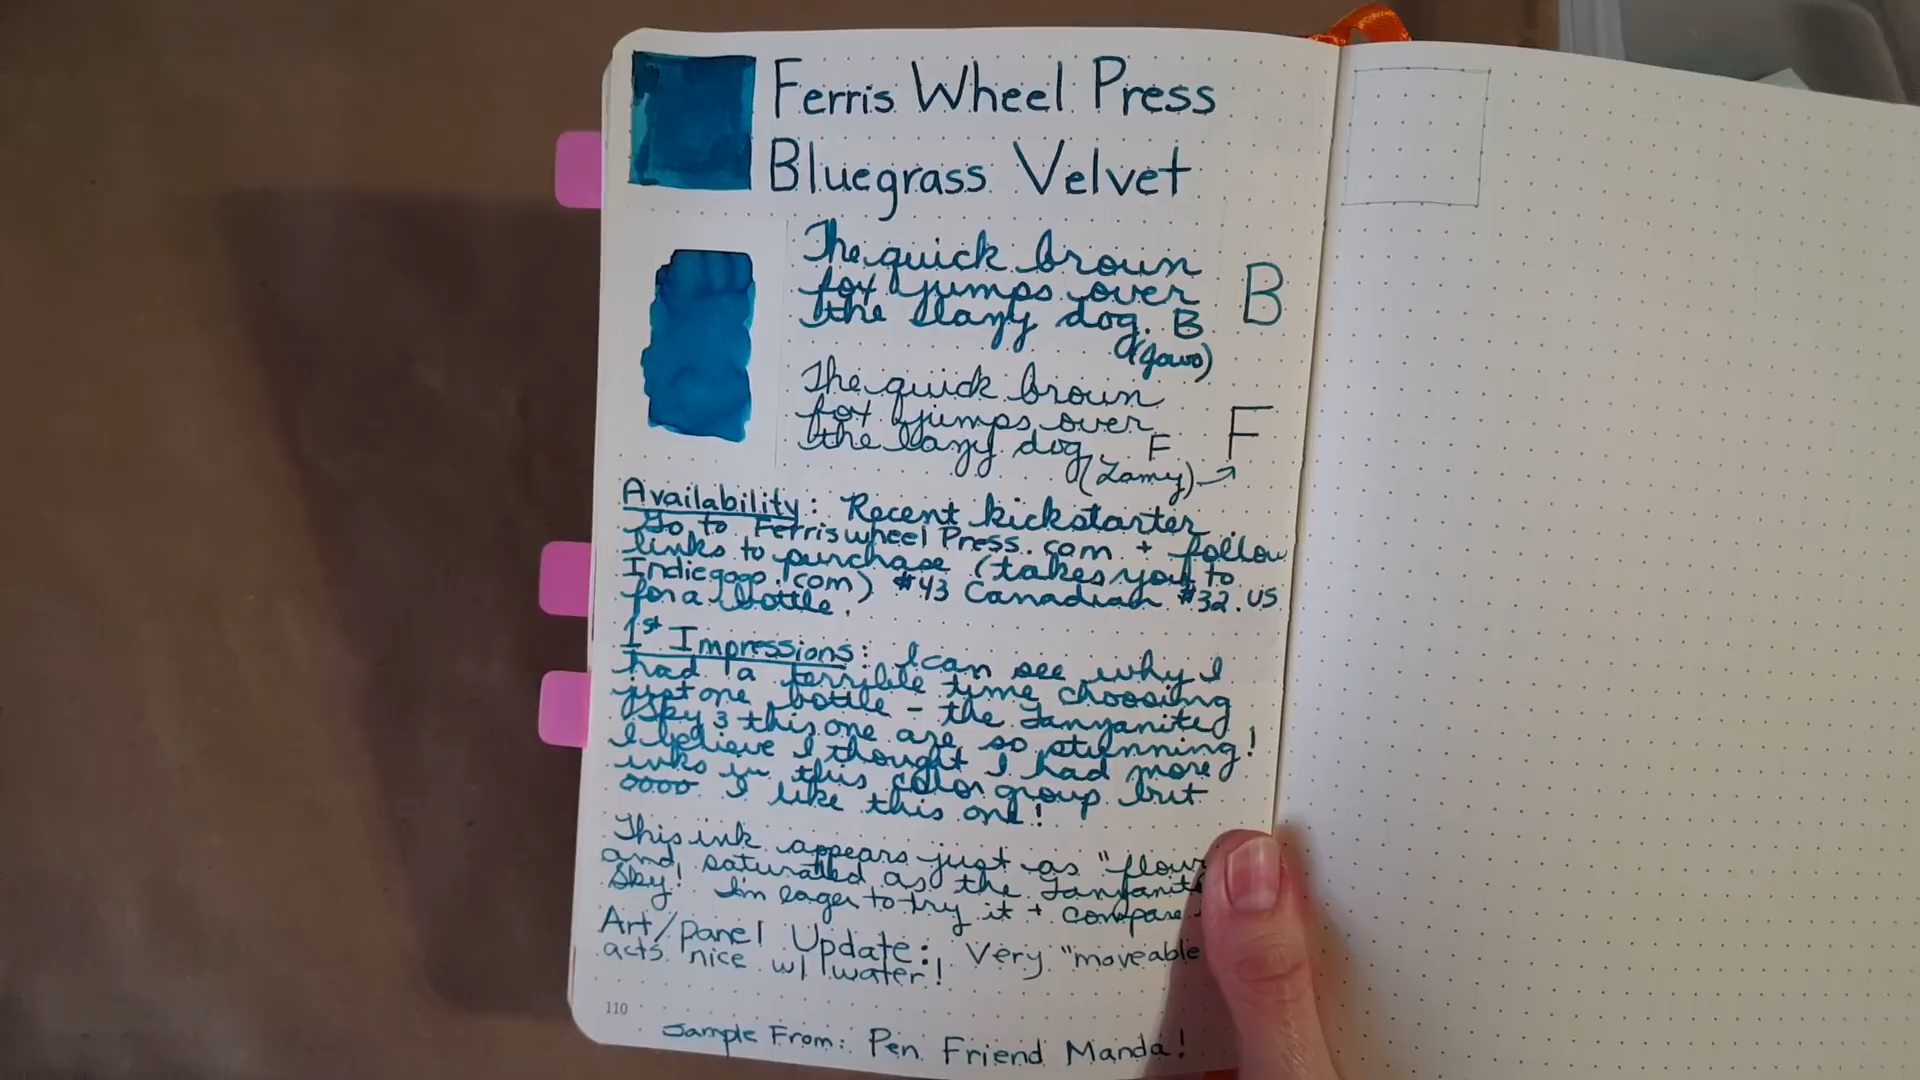 Ferris Wheel Press
Bluegrass Velvet
The quick brown
fox jumps over
the lazy dog. B
(Jowo)
B
The quick brown
fox jumps over
the lazy dog. F
(Lamy) →
F
Availability: Recent kickstarter
Go to Ferriswheel Press.com + follow
links to purchase (takes you to
Indiegogo.com) $43 Canadian $32.US
for a bottle.
1st Impressions: I can see why I
had a terrible time choosing
just one bottle - the Tanzanite
Sky & this one are so stunning!
I believe I thought I had more
inks in this color group but
oooo I like this one!
This ink appears just as "flowy
and saturated as the Tanzanite
Sky! I'm eager to try it + compare
Art/panel Update: Very "moveable
acts nice w/ water!
110
Sample From: Pen Friend Manda!